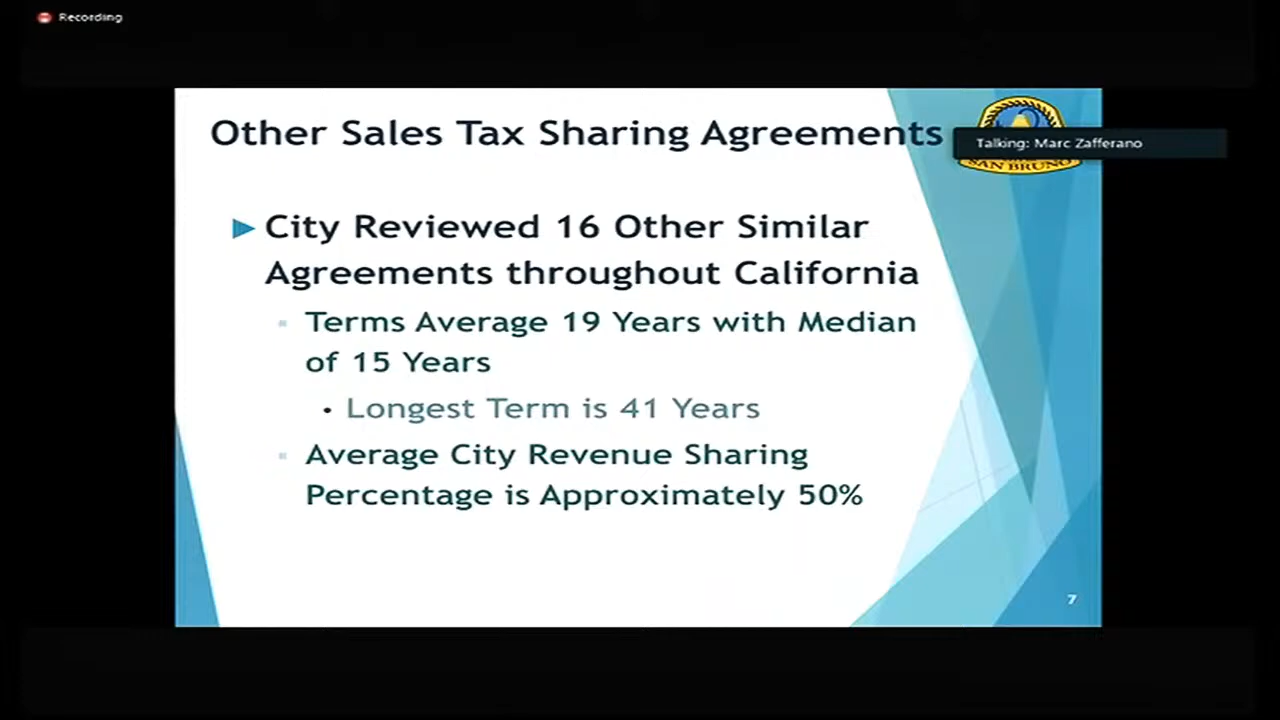 Recording
Other Sales Tax Sharing Agreements
Talking: Marc Zafferano
SAN BRUNO
City Reviewed 16 Other Similar
Agreements throughout California
Terms Average 19 Years with Median
of 15 Years
Longest Term is 41 Years
Average City Revenue Sharing
Percentage is Approximately 50%
7